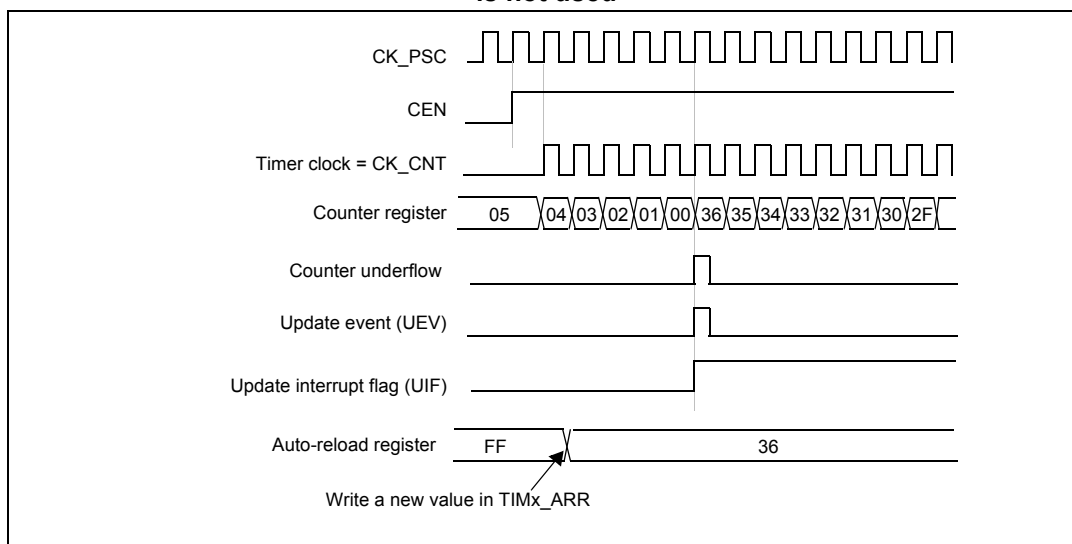 is not used
CK_PSC
CEN
Timer clock = CK_CNT
Counter register 05 04 03 02 01 00 36 35 34 33 32 31 30 2F
Counter underflow
Update event (UEV)
Update interrupt flag (UIF)
Auto-reload register FF 36
Write a new value in TIMx_ARR